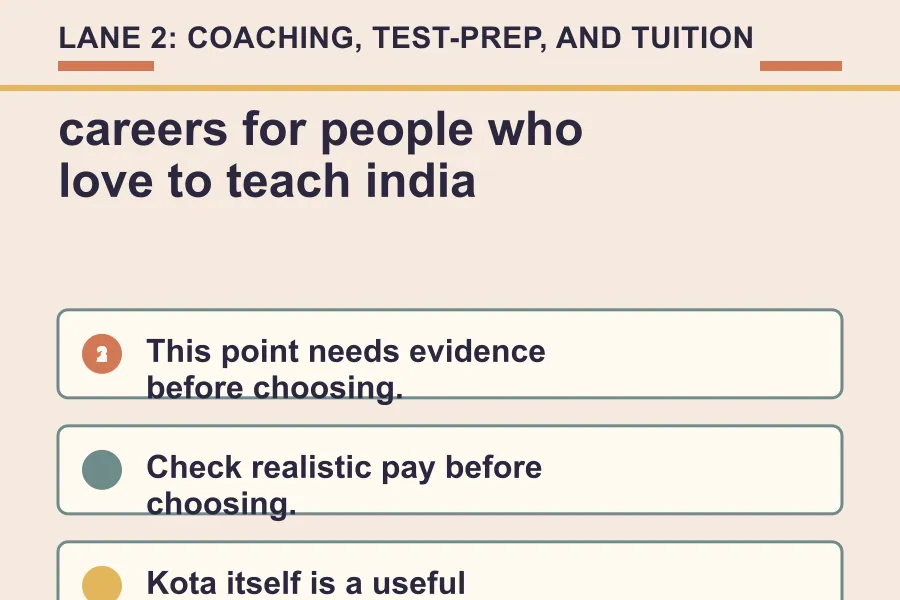 LANE 2: COACHING, TEST-PREP, AND TUITION
careers for people who
love to teach india
This point needs evidence
before choosing.
Check realistic pay before
choosing.
Kota itself is a useful